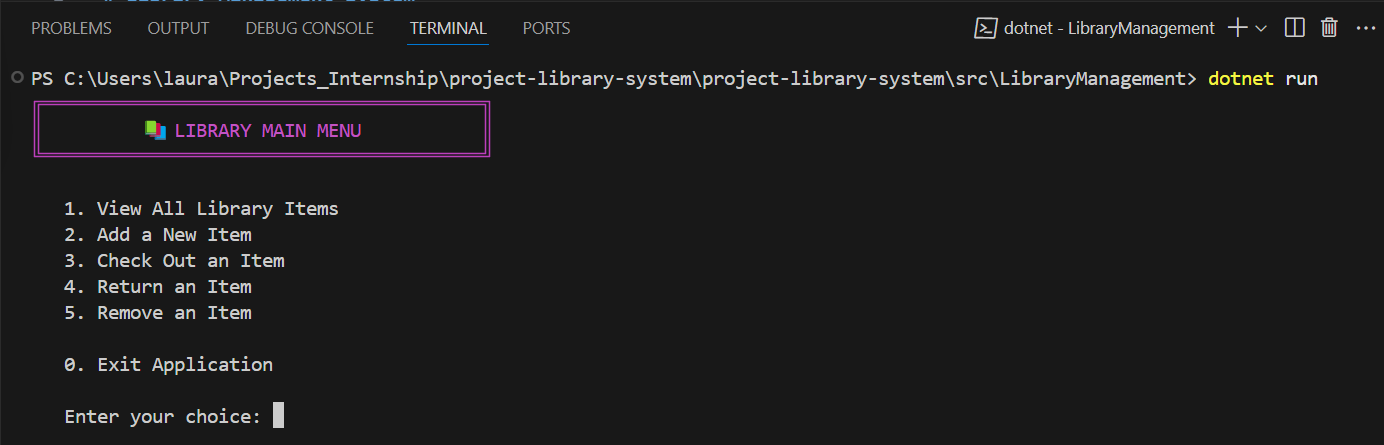 PROBLEMS OUTPUT DEBUG CONSOLE TERMINAL PORTS dotnet - LibraryManagement
PS C:\Users\laura\Projects_Internship\project-library-system\project-library-system\src\LibraryManagement> dotnet run
📚 LIBRARY MAIN MENU
1. View All Library Items
2. Add a New Item
3. Check Out an Item
4. Return an Item
5. Remove an Item
0. Exit Application
Enter your choice: